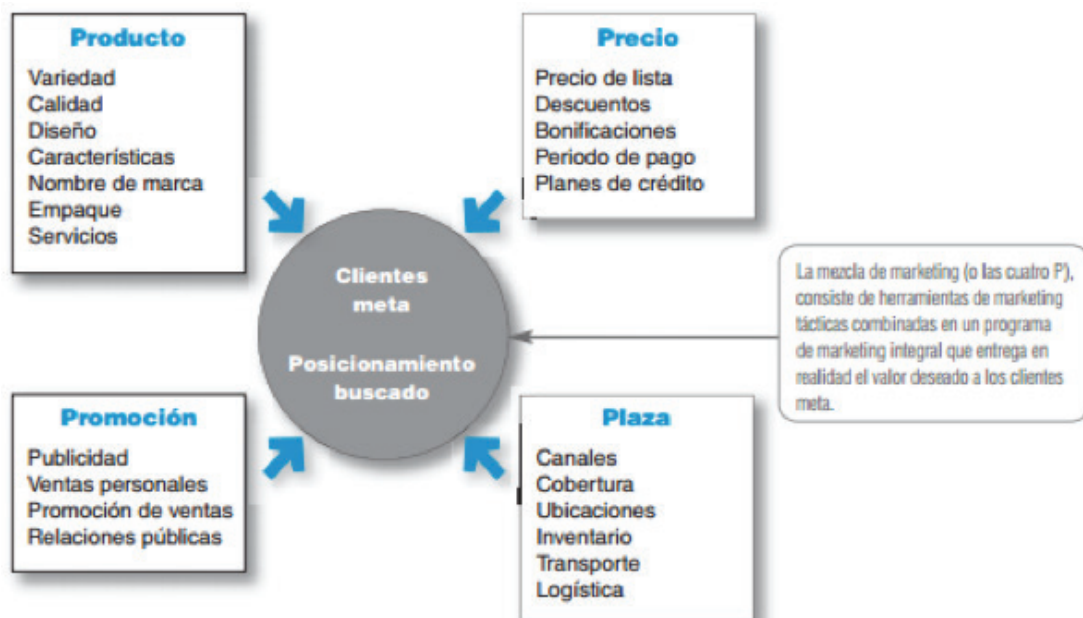 Producto
Variedad
Calidad
Diseño
Características
Nombre de marca
Empaque
Servicios
Precio
Precio de lista
Descuentos
Bonificaciones
Periodo de pago
Planes de crédito
Clientes
meta
Posicionamiento
buscado
La mezcla de marketing (o las cuatro P),
consiste de herramientas de marketing
tácticas combinadas en un programa
de marketing integral que entrega en
realidad el valor deseado a los clientes
meta.
Promoción
Publicidad
Ventas personales
Promoción de ventas
Relaciones públicas
Plaza
Canales
Cobertura
Ubicaciones
Inventario
Transporte
Logística